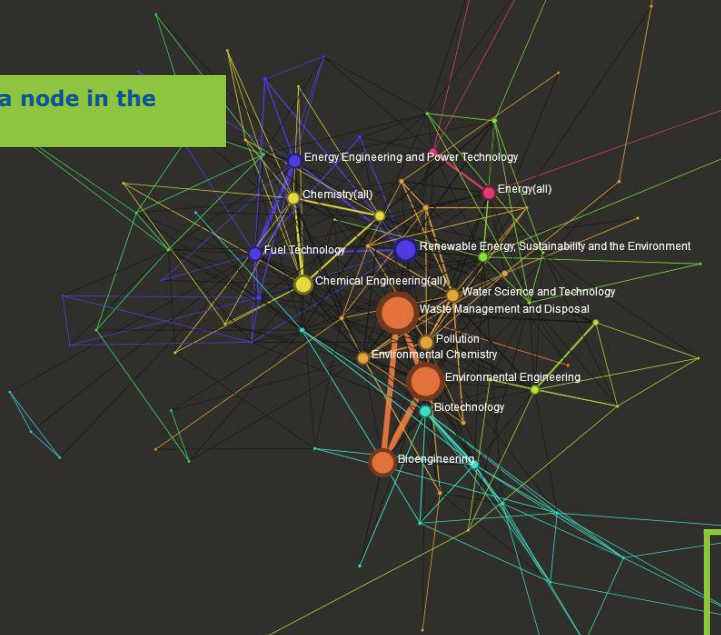 a node in the
Energy Engineering and Power Technology
Energy(all)
Chemistry(all)
Renewable Energy, Sustainability and the Environment
Fuel Technology
Chemical Engineering(all)
Water Science and Technology
Waste Management and Disposal
Pollution
Environmental Chemistry
Environmental Engineering
Biotechnology
Bioengineering